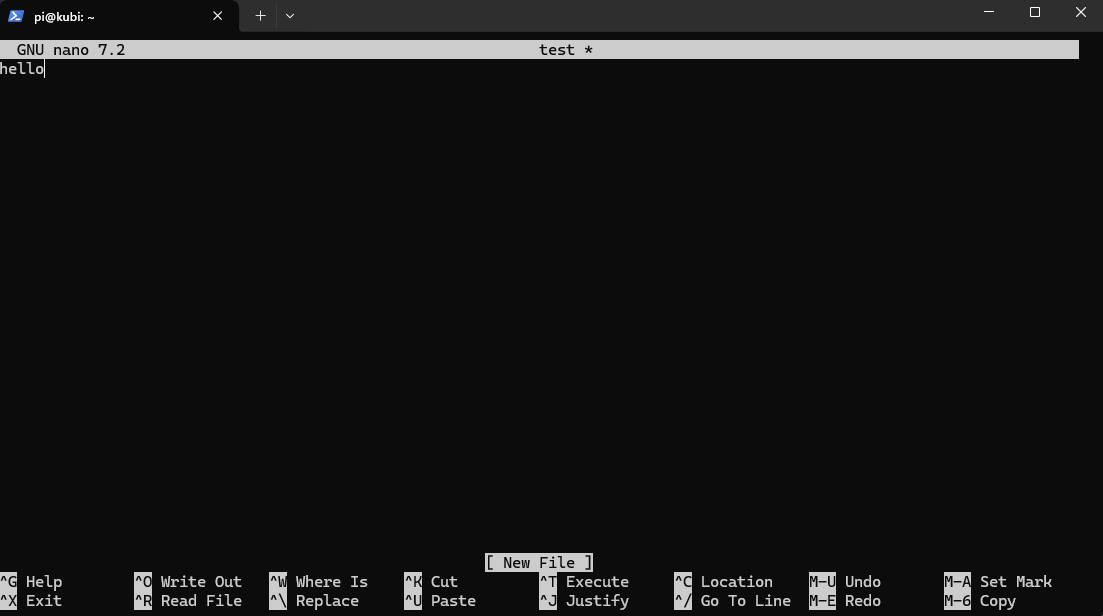 pi@kubi: ~
GNU nano 7.2 test *
hello
[ New File ]
^G Help ^O Write Out ^W Where Is ^K Cut ^T Execute ^C Location M-U Undo M-A Set Mark
^X Exit ^R Read File ^\ Replace ^U Paste ^J Justify ^/ Go To Line M-E Redo M-6 Copy